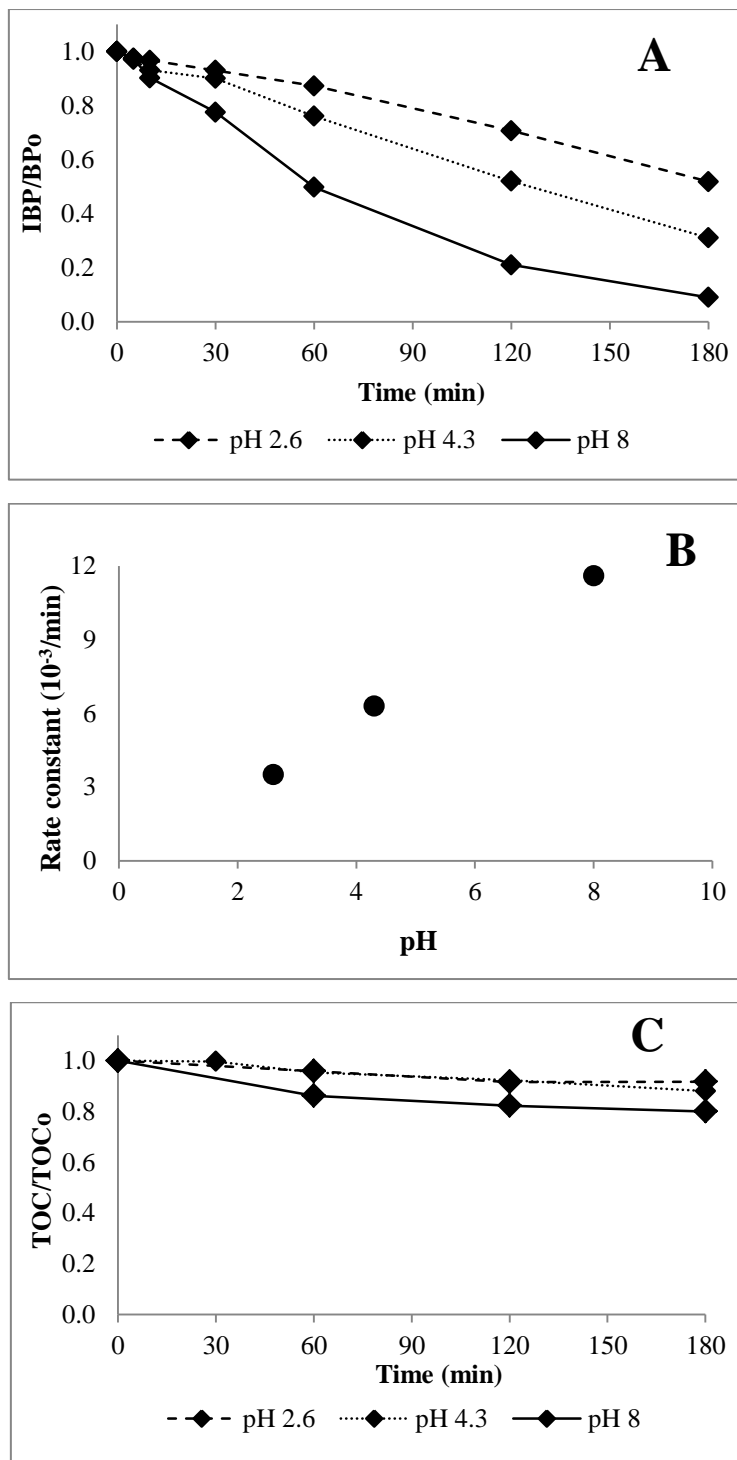 A
1.0
0.8
0.6
0.4
0.2
0.0
IBP/BPo
0 30 60 90 120 150 180
Time (min)
pH 2.6 pH 4.3 pH 8
B
12
9
6
3
0
Rate constant (10⁻³/min)
0 2 4 6 8 10
pH
C
1.0
0.8
0.6
0.4
0.2
0.0
TOC/TOCo
0 30 60 90 120 150 180
Time (min)
pH 2.6 pH 4.3 pH 8